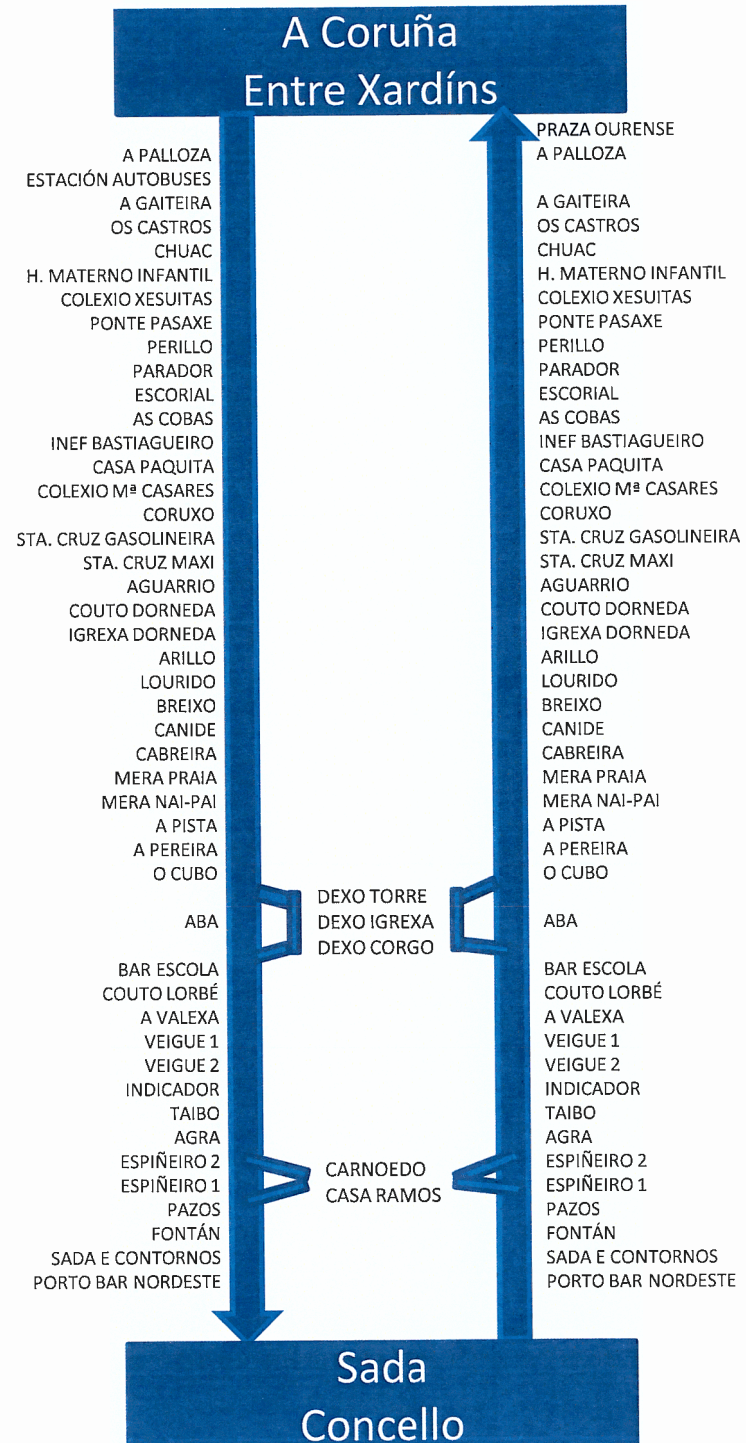 A Coruña
Entre Xardíns
A PALLOZA
ESTACIÓN AUTOBUSES
A GAITEIRA
OS CASTROS
CHUAC
H. MATERNO INFANTIL
COLEXIO XESUITAS
PONTE PASAXE
PERILLO
PARADOR
ESCORIAL
AS COBAS
INEF BASTIAGUEIRO
CASA PAQUITA
COLEXIO Mª CASARES
CORUXO
STA. CRUZ GASOLINEIRA
STA. CRUZ MAXI
AGUARRIO
COUTO DORNEDA
IGREXA DORNEDA
ARILLO
LOURIDO
BREIXO
CANIDE
CABREIRA
MERA PRAIA
MERA NAI-PAI
A PISTA
A PEREIRA
O CUBO
ABA
BAR ESCOLA
COUTO LORBÉ
A VALEXA
VEIGUE 1
VEIGUE 2
INDICADOR
TAIBO
AGRA
ESPIÑEIRO 2
ESPIÑEIRO 1
PAZOS
FONTÁN
SADA E CONTORNOS
PORTO BAR NORDESTE
DEXO TORRE
DEXO IGREXA
DEXO CORGO
CARNOEDO
CASA RAMOS
PRAZA OURENSE
A PALLOZA
A GAITEIRA
OS CASTROS
CHUAC
H. MATERNO INFANTIL
COLEXIO XESUITAS
PONTE PASAXE
PERILLO
PARADOR
ESCORIAL
AS COBAS
INEF BASTIAGUEIRO
CASA PAQUITA
COLEXIO Mª CASARES
CORUXO
STA. CRUZ GASOLINEIRA
STA. CRUZ MAXI
AGUARRIO
COUTO DORNEDA
IGREXA DORNEDA
ARILLO
LOURIDO
BREIXO
CANIDE
CABREIRA
MERA PRAIA
MERA NAI-PAI
A PISTA
A PEREIRA
O CUBO
ABA
BAR ESCOLA
COUTO LORBÉ
A VALEXA
VEIGUE 1
VEIGUE 2
INDICADOR
TAIBO
AGRA
ESPIÑEIRO 2
ESPIÑEIRO 1
PAZOS
FONTÁN
SADA E CONTORNOS
PORTO BAR NORDESTE
Sada
Concello